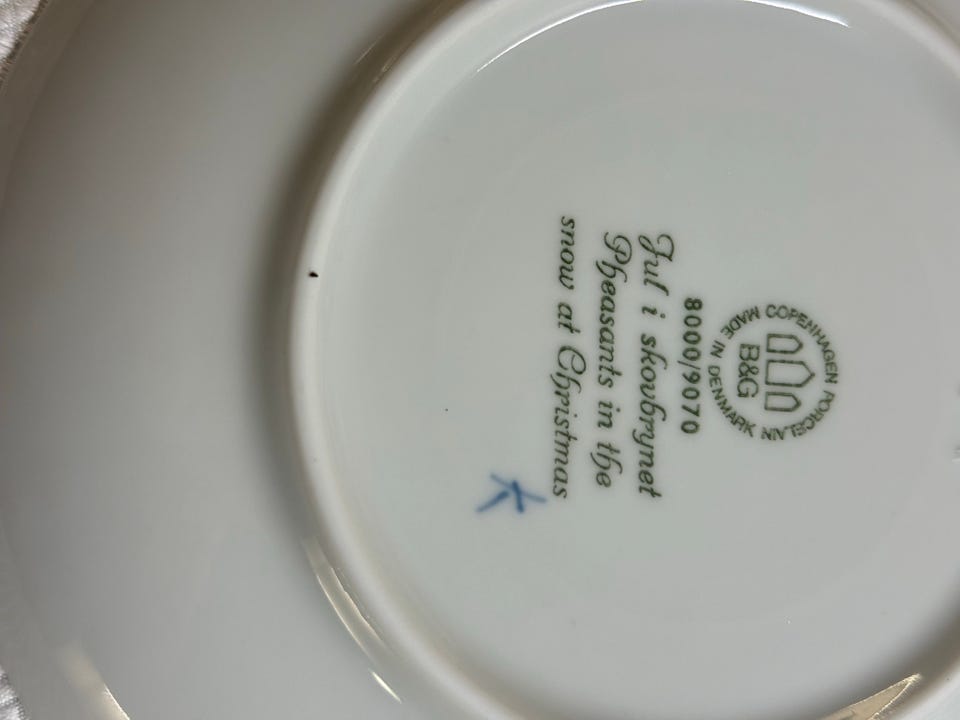 COPENHAGEN PORCELAIN
B&G
MADE IN DENMARK
8000/9070
Jul i skovbrynet
Pheasants in the
snow at Christmas